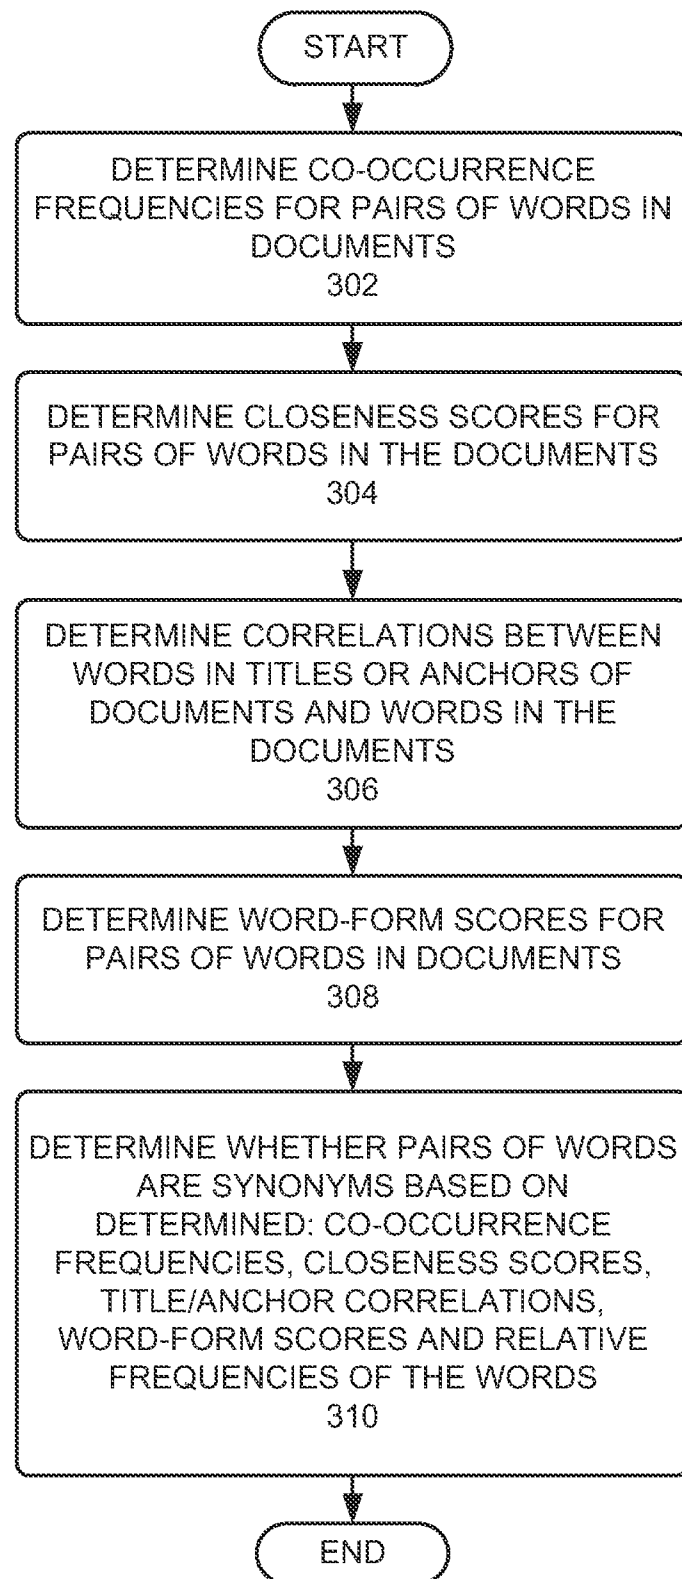 START
DETERMINE CO-OCCURRENCE
FREQUENCIES FOR PAIRS OF WORDS IN
DOCUMENTS
302
DETERMINE CLOSENESS SCORES FOR
PAIRS OF WORDS IN THE DOCUMENTS
304
DETERMINE CORRELATIONS BETWEEN
WORDS IN TITLES OR ANCHORS OF
DOCUMENTS AND WORDS IN THE
DOCUMENTS
306
DETERMINE WORD-FORM SCORES FOR
PAIRS OF WORDS IN DOCUMENTS
308
DETERMINE WHETHER PAIRS OF WORDS
ARE SYNONYMS BASED ON
DETERMINED: CO-OCCURRENCE
FREQUENCIES, CLOSENESS SCORES,
TITLE/ANCHOR CORRELATIONS,
WORD-FORM SCORES AND RELATIVE
FREQUENCIES OF THE WORDS
310
END